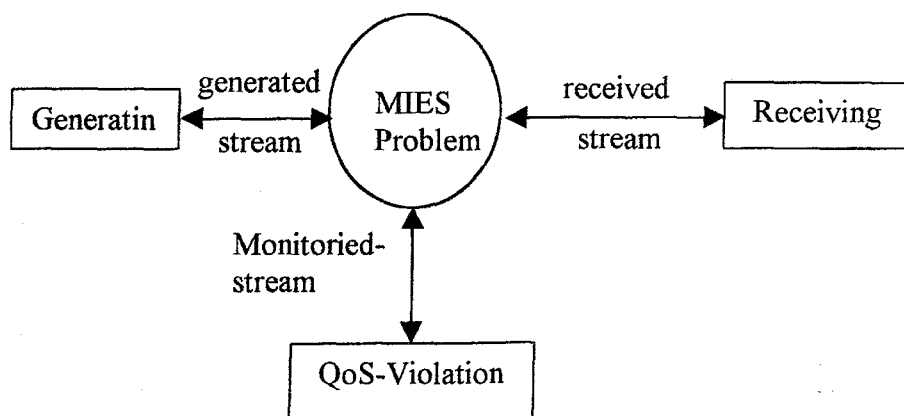 generated
stream
Generatin
MIES
Problem
received
stream
Receiving
Monitoried-
stream
QoS-Violation